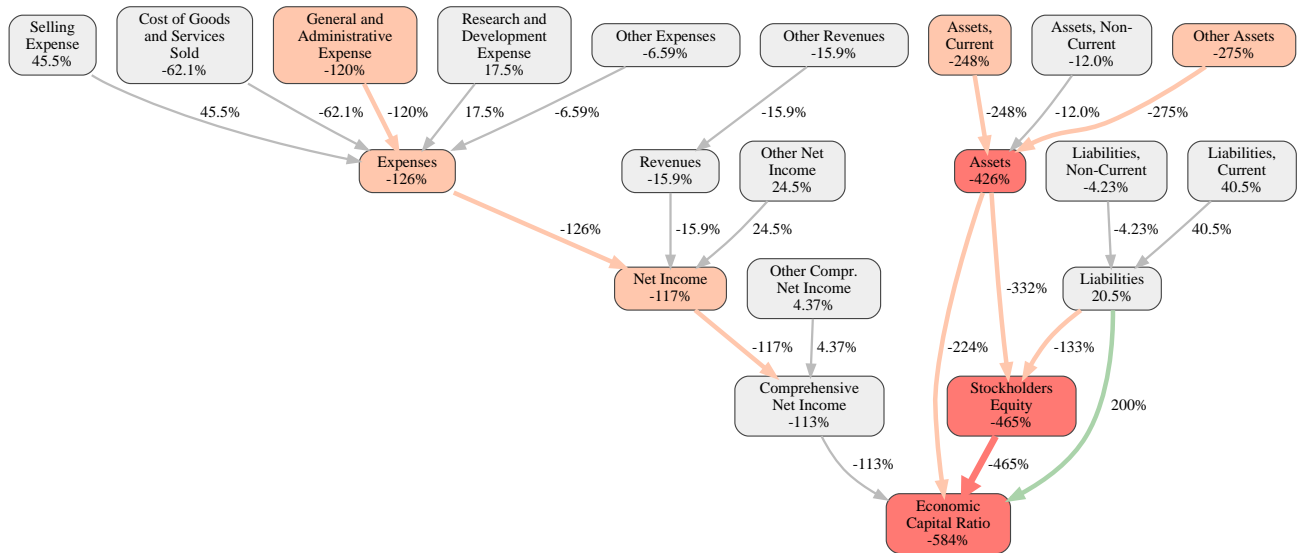 Selling
Expense
45.5%
Cost of Goods
and Services
Sold
-62.1%
General and
Administrative
Expense
-120%
Research and
Development
Expense
17.5%
Other Expenses
-6.59%
Other Revenues
-15.9%
Assets,
Current
-248%
Assets, Non-
Current
-12.0%
Other Assets
-275%
45.5%
-62.1%
-120%
17.5%
-6.59%
-15.9%
-248%
-12.0%
-275%
Expenses
-126%
Revenues
-15.9%
Other Net
Income
24.5%
Assets
-426%
Liabilities,
Non-Current
-4.23%
Liabilities,
Current
40.5%
-126%
-15.9%
24.5%
-4.23%
40.5%
Net Income
-117%
Other Compr.
Net Income
4.37%
Liabilities
20.5%
-332%
-117%
4.37%
-224%
-133%
Comprehensive
Net Income
-113%
Stockholders
Equity
-465%
200%
-113%
-465%
Economic
Capital Ratio
-584%